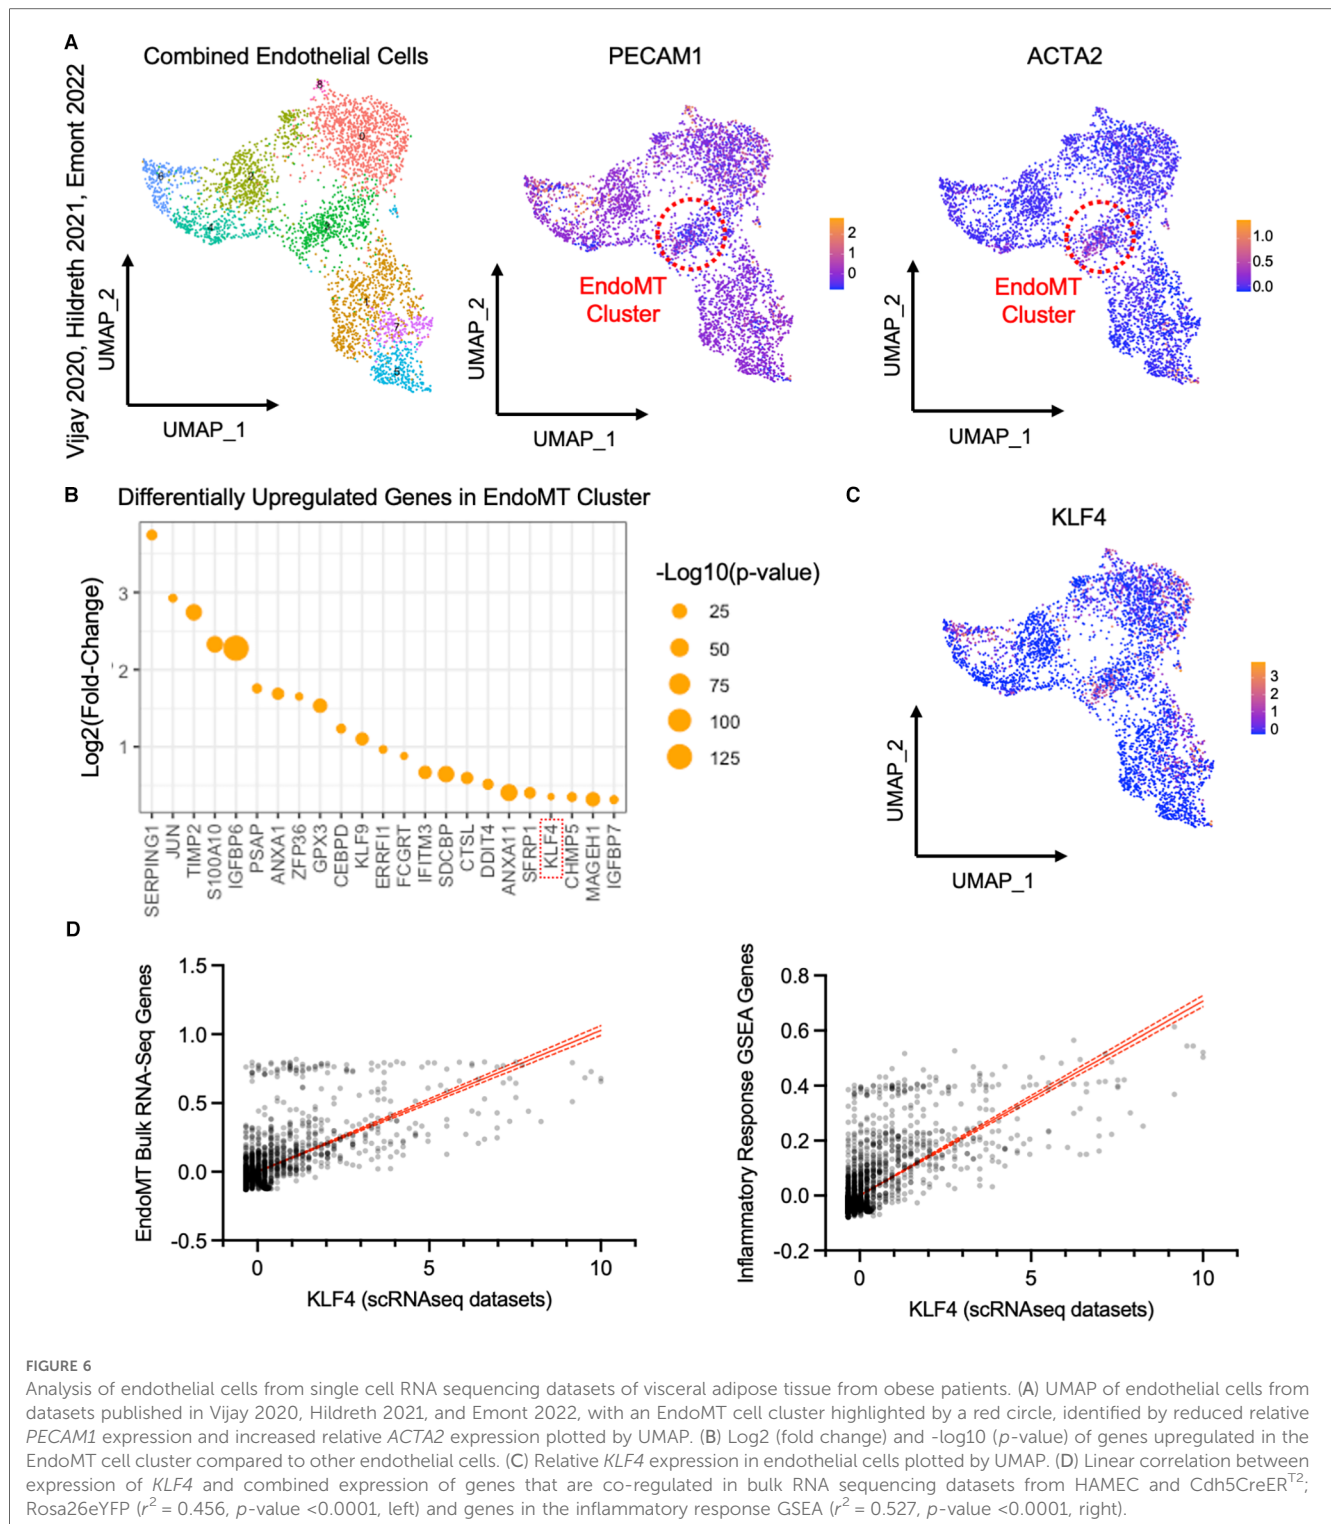 A
Vijay 2020, Hildreth 2021, Emont 2022
Combined Endothelial Cells
8
0
6
3
4
2
1
7
5
UMAP_2
UMAP_1
PECAM1
2
1
0
EndoMT
Cluster
UMAP_2
UMAP_1
ACTA2
1.0
0.5
0.0
EndoMT
Cluster
UMAP_2
UMAP_1
B
Differentially Upregulated Genes in EndoMT Cluster
Log2(Fold-Change)
3
2
1
SERPING1
JUN
TIMP2
S100A10
IGFBP6
PSAP
ANXA1
ZFP36
GPX3
CEBPD
KLF9
ERRFI1
FCGRT
IFITM3
SDCBP
CTSL
DDIT4
ANXA11
SFRP1
KLF4
CHMP5
MAGEH1
IGFBP7
-Log10(p-value)
25
50
75
100
125
C
KLF4
3
2
1
0
UMAP_2
UMAP_1
D
EndoMT Bulk RNA-Seq Genes
1.5
1.0
0.5
0.0
-0.5
0 5 10
KLF4 (scRNAseq datasets)
Inflammatory Response GSEA Genes
0.8
0.6
0.4
0.2
0.0
-0.2
0 5 10
KLF4 (scRNAseq datasets)
FIGURE 6
Analysis of endothelial cells from single cell RNA sequencing datasets of visceral adipose tissue from obese patients. (A) UMAP of endothelial cells from
datasets published in Vijay 2020, Hildreth 2021, and Emont 2022, with an EndoMT cell cluster highlighted by a red circle, identified by reduced relative
PECAM1 expression and increased relative ACTA2 expression plotted by UMAP. (B) Log2 (fold change) and -log10 (p-value) of genes upregulated in the
EndoMT cell cluster compared to other endothelial cells. (C) Relative KLF4 expression in endothelial cells plotted by UMAP. (D) Linear correlation between
expression of KLF4 and combined expression of genes that are co-regulated in bulk RNA sequencing datasets from HAMEC and Cdh5CreERT2;
Rosa26eYFP (r2 = 0.456, p-value <0.0001, left) and genes in the inflammatory response GSEA (r2 = 0.527, p-value <0.0001, right).